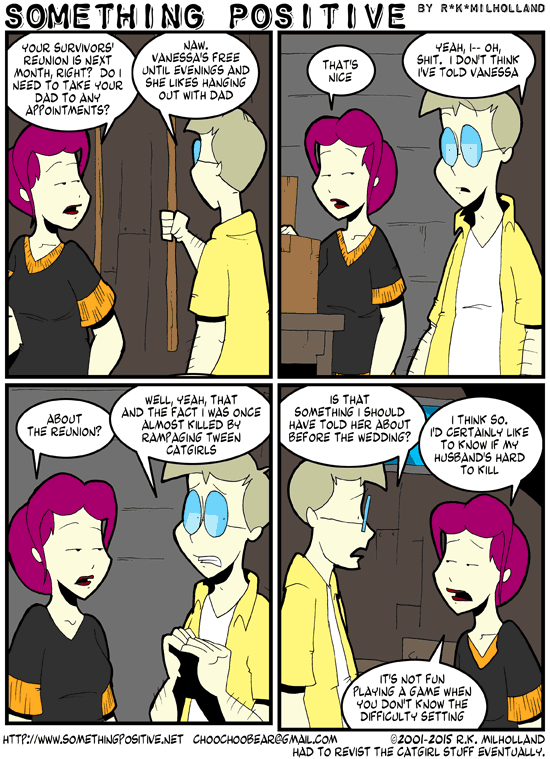 SOMETHING POSITIVE BY R*K*MILHOLLAND
YOUR SURVIVORS'
REUNION IS NEXT
MONTH, RIGHT? DO I
NEED TO TAKE YOUR
DAD TO ANY
APPOINTMENTS?
NAW.
VANESSA'S FREE
UNTIL EVENINGS AND
SHE LIKES HANGING
OUT WITH DAD
THAT'S
NICE
YEAH, I-- OH,
SHIT. I DON'T THINK
I'VE TOLD VANESSA
ABOUT
THE REUNION?
WELL, YEAH, THAT
AND THE FACT I WAS ONCE
ALMOST KILLED BY
RAMPAGING TWEEN
CATGIRLS
IS THAT
SOMETHING I SHOULD
HAVE TOLD HER ABOUT
BEFORE THE WEDDING?
I THINK SO.
I'D CERTAINLY LIKE
TO KNOW IF MY
HUSBAND'S HARD
TO KILL
IT'S NOT FUN
PLAYING A GAME WHEN
YOU DON'T KNOW THE
DIFFICULTY SETTING
HTTP://WWW.SOMETHINGPOSITIVE.NET CHOOCHOOBEAR@GMAIL.COM ©2001-2015 R.K. MILHOLLAND
HAD TO REVIST THE CATGIRL STUFF EVENTUALLY.